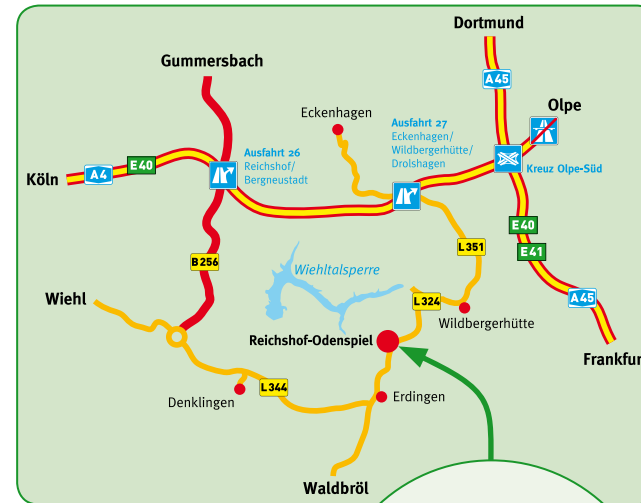 Dortmund
Gummersbach
A45
Olpe
Eckenhagen
Ausfahrt 27
Eckenhagen/
Wildbergerhütte/
Drolshagen
Ausfahrt 26
Reichshof/
Bergneustadt
Kreuz Olpe-Süd
Köln
A4
E40
E40
E41
L351
B256
Wiehltalsperre
Wiehl
L324
A45
Wildbergerhütte
Reichshof-Odenspiel
Frankfur
L344
Denklingen
Erdingen
Waldbröl